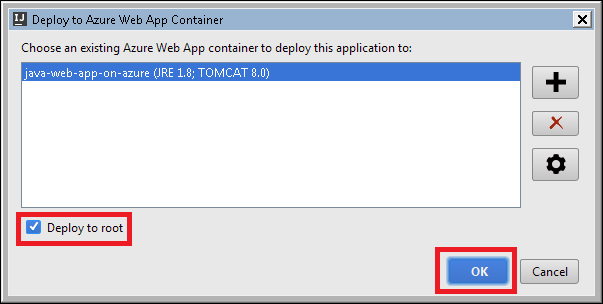 IJ
Deploy to Azure Web App Container
Choose an existing Azure Web App container to deploy this application to:
java-web-app-on-azure (JRE 1.8; TOMCAT 8.0)
Deploy to root
OK
Cancel